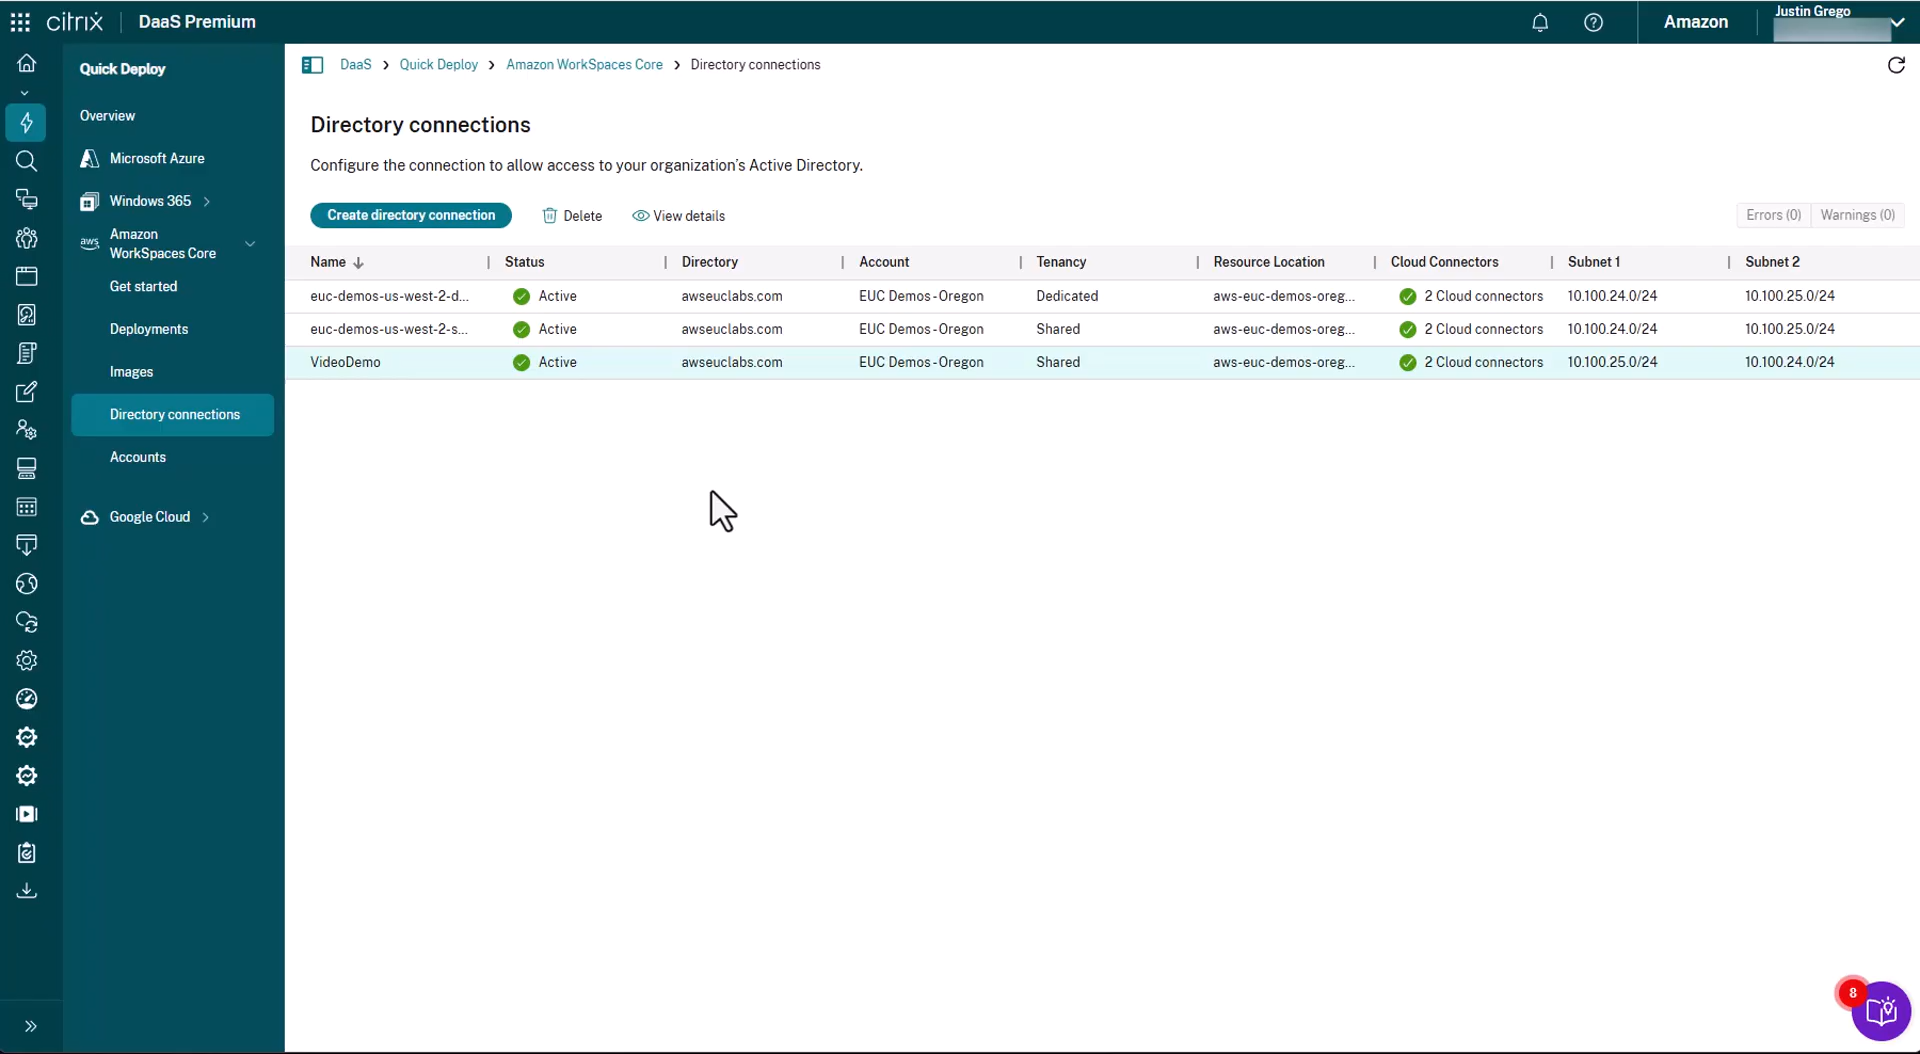 citrix DaaS Premium Amazon Justin Grego
Quick Deploy
Overview
Microsoft Azure
Windows 365
aws Amazon
WorkSpaces Core
Get started
Deployments
Images
Directory connections
Accounts
Google Cloud
DaaS > Quick Deploy > Amazon WorkSpaces Core > Directory connections
Directory connections
Configure the connection to allow access to your organization's Active Directory.
Create directory connection Delete View details Errors (0) Warnings (0)
Name Status Directory Account Tenancy Resource Location Cloud Connectors Subnet 1 Subnet 2
euc-demos-us-west-2-d... Active awseuclabs.com EUC Demos - Oregon Dedicated aws-euc-demos-oreg... 2 Cloud connectors 10.100.24.0/24 10.100.25.0/24
euc-demos-us-west-2-s... Active awseuclabs.com EUC Demos - Oregon Shared aws-euc-demos-oreg... 2 Cloud connectors 10.100.24.0/24 10.100.25.0/24
VideoDemo Active awseuclabs.com EUC Demos - Oregon Shared aws-euc-demos-oreg... 2 Cloud connectors 10.100.25.0/24 10.100.24.0/24
8